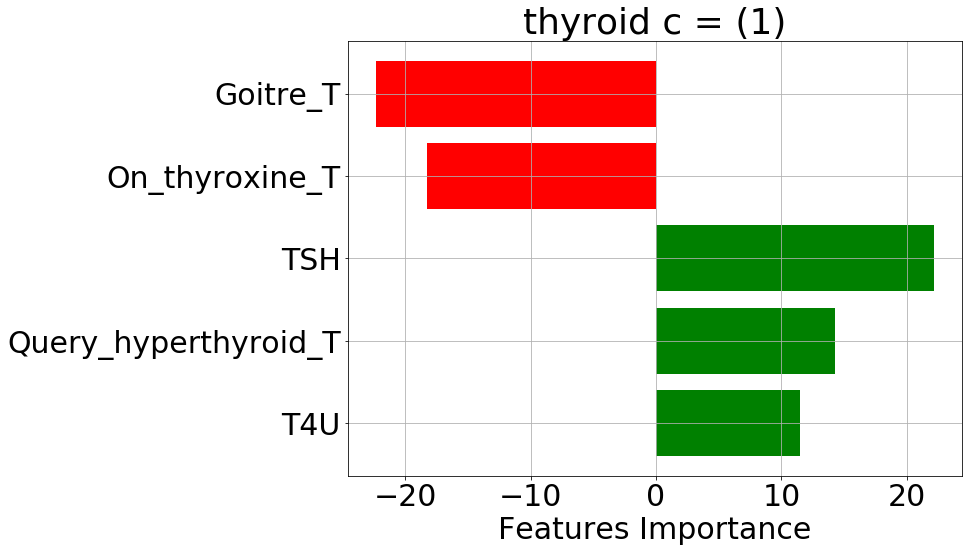 thyroid c = (1)
Goitre_T
On_thyroxine_T
TSH
Query_hyperthyroid_T
T4U
−20 −10 0 10 20
Features Importance